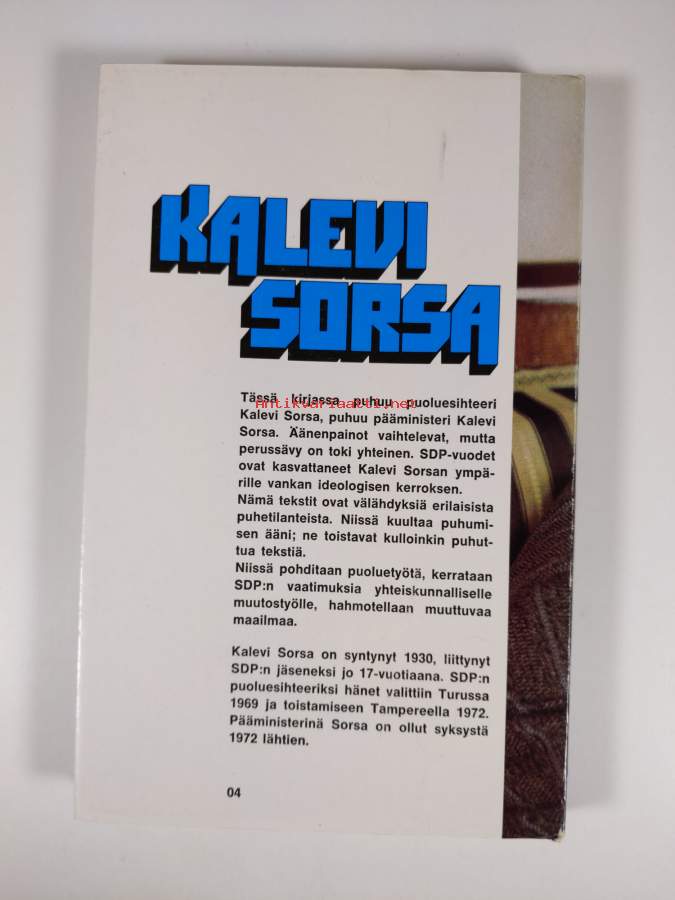 KALEVI
SORSA
Tässä kirjassa puhuu puoluesihteeri
Antikvariaatti.net
Kalevi Sorsa, puhuu pääministeri Kalevi
Sorsa. Äänenpainot vaihtelevat, mutta
perussävy on toki yhteinen. SDP-vuodet
ovat kasvattaneet Kalevi Sorsan ympä-
rille vankan ideologisen kerroksen.
Nämä tekstit ovat välähdyksiä erilaisista
puhetilanteista. Niissä kuultaa puhumi-
sen ääni; ne toistavat kulloinkin puhut-
tua tekstiä.
Niissä pohditaan puoluetyötä, kerrataan
SDP:n vaatimuksia yhteiskunnalliselle
muutostyölle, hahmotellaan muuttuvaa
maailmaa.
Kalevi Sorsa on syntynyt 1930, liittynyt
SDP:n jäseneksi jo 17-vuotiaana. SDP:n
puoluesihteeriksi hänet valittiin Turussa
1969 ja toistamiseen Tampereella 1972.
Pääministerinä Sorsa on ollut syksystä
1972 lähtien.
04